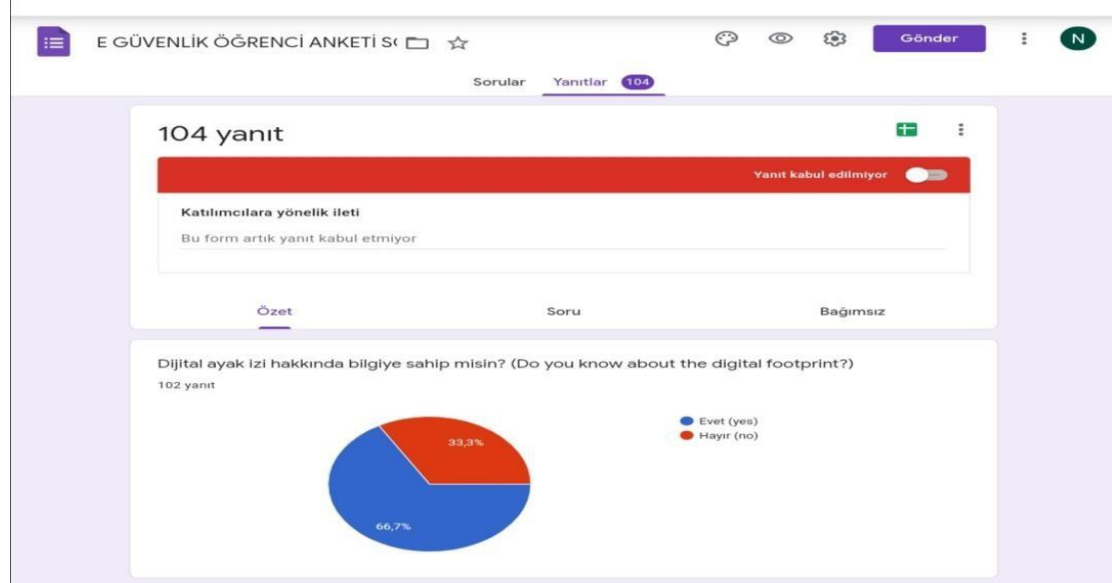 E GÜVENLİK ÖĞRENCİ ANKETİ S
Gönder
N
Sorular Yanıtlar 104
104 yanıt
Yanıt kabul edilmiyor
Katılımcılara yönelik ileti
Bu form artık yanıt kabul etmiyor
Özet Soru Bağımsız
Dijital ayak izi hakkında bilgiye sahip misin? (Do you know about the digital footprint?)
102 yanıt
Evet (yes)
Hayır (no)
33,3%
66,7%